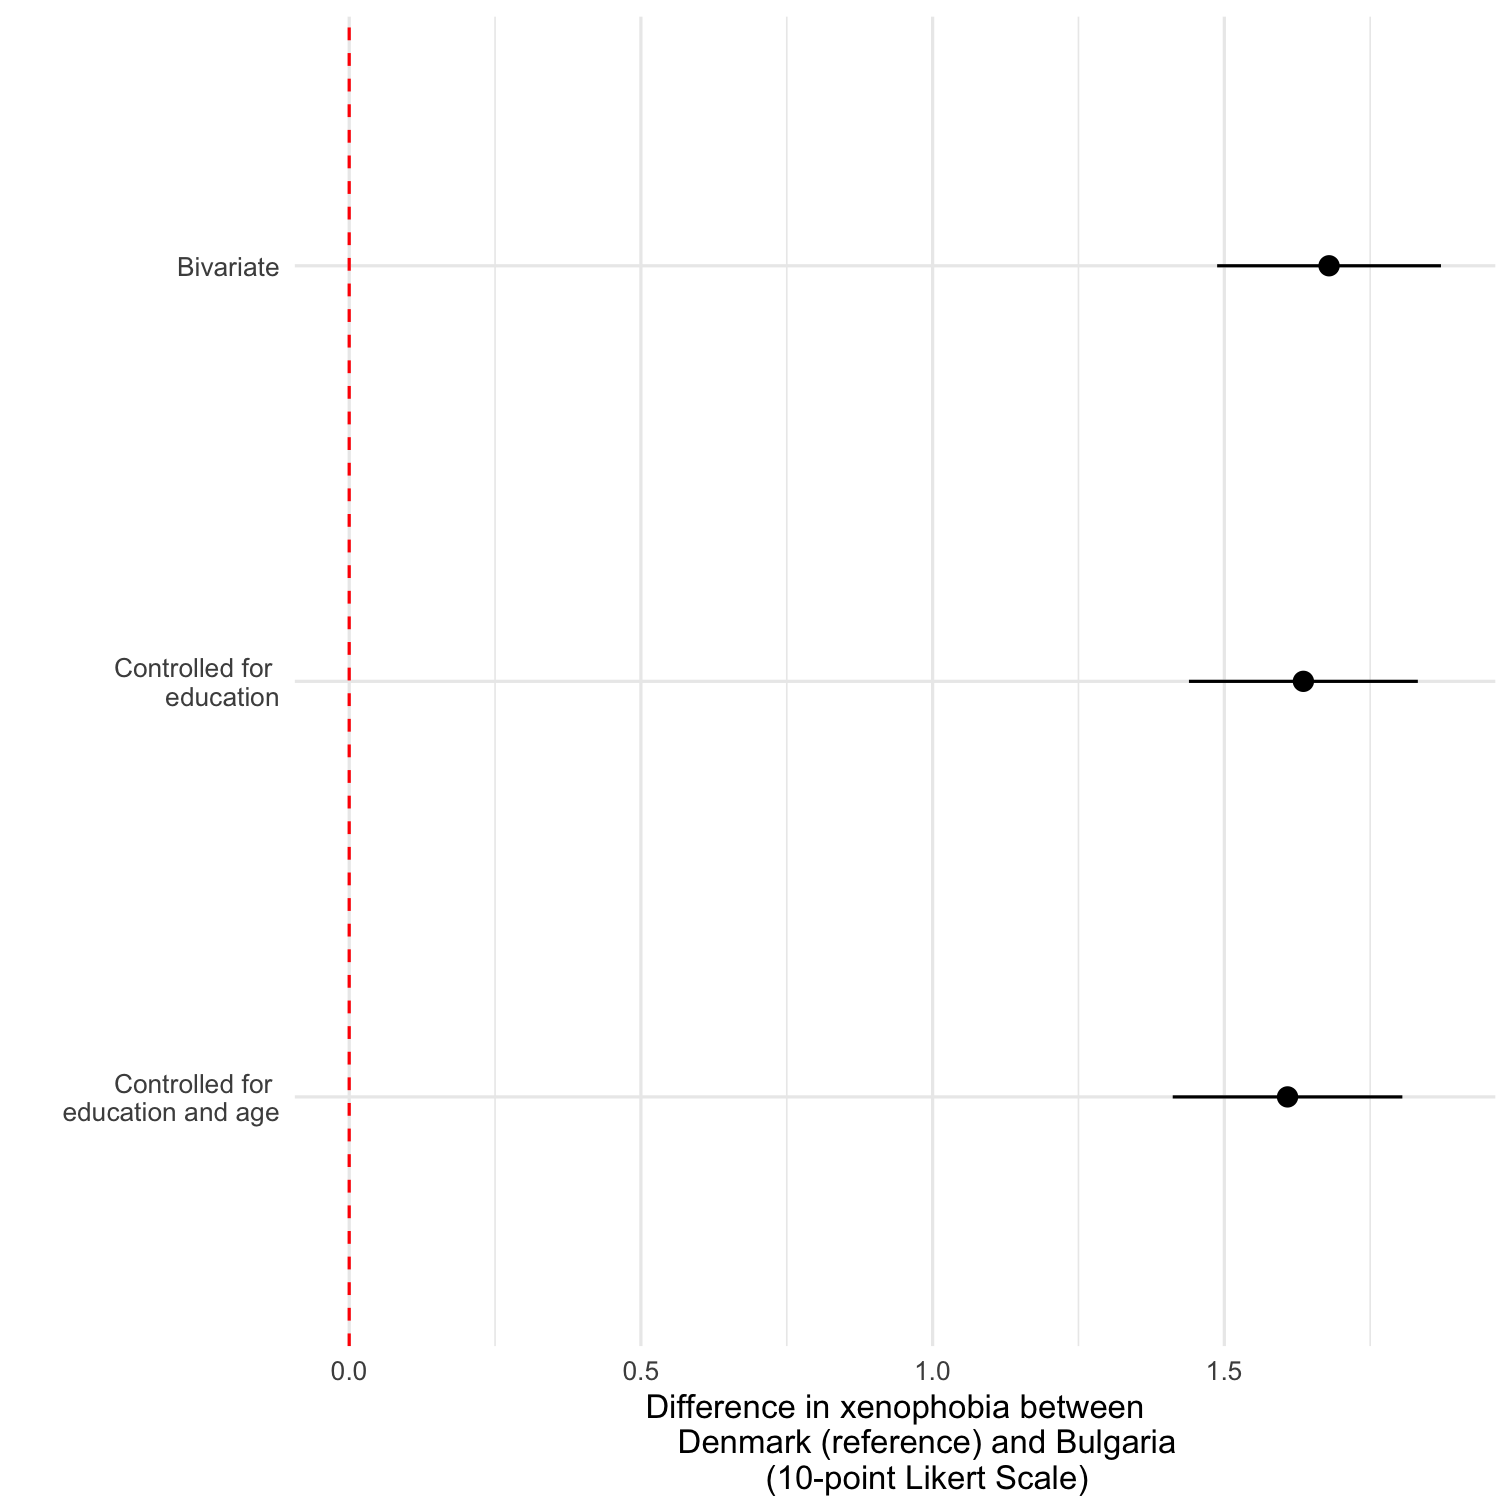 Bivariate
Controlled for
education
Controlled for
education and age
0.0 0.5 1.0 1.5
Difference in xenophobia between
Denmark (reference) and Bulgaria
(10-point Likert Scale)